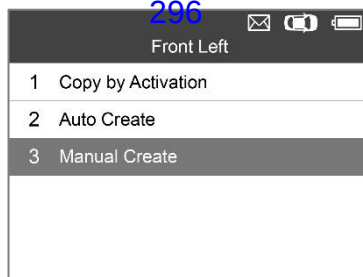 296
Front Left
1 Copy by Activation
2 Auto Create
3 Manual Create